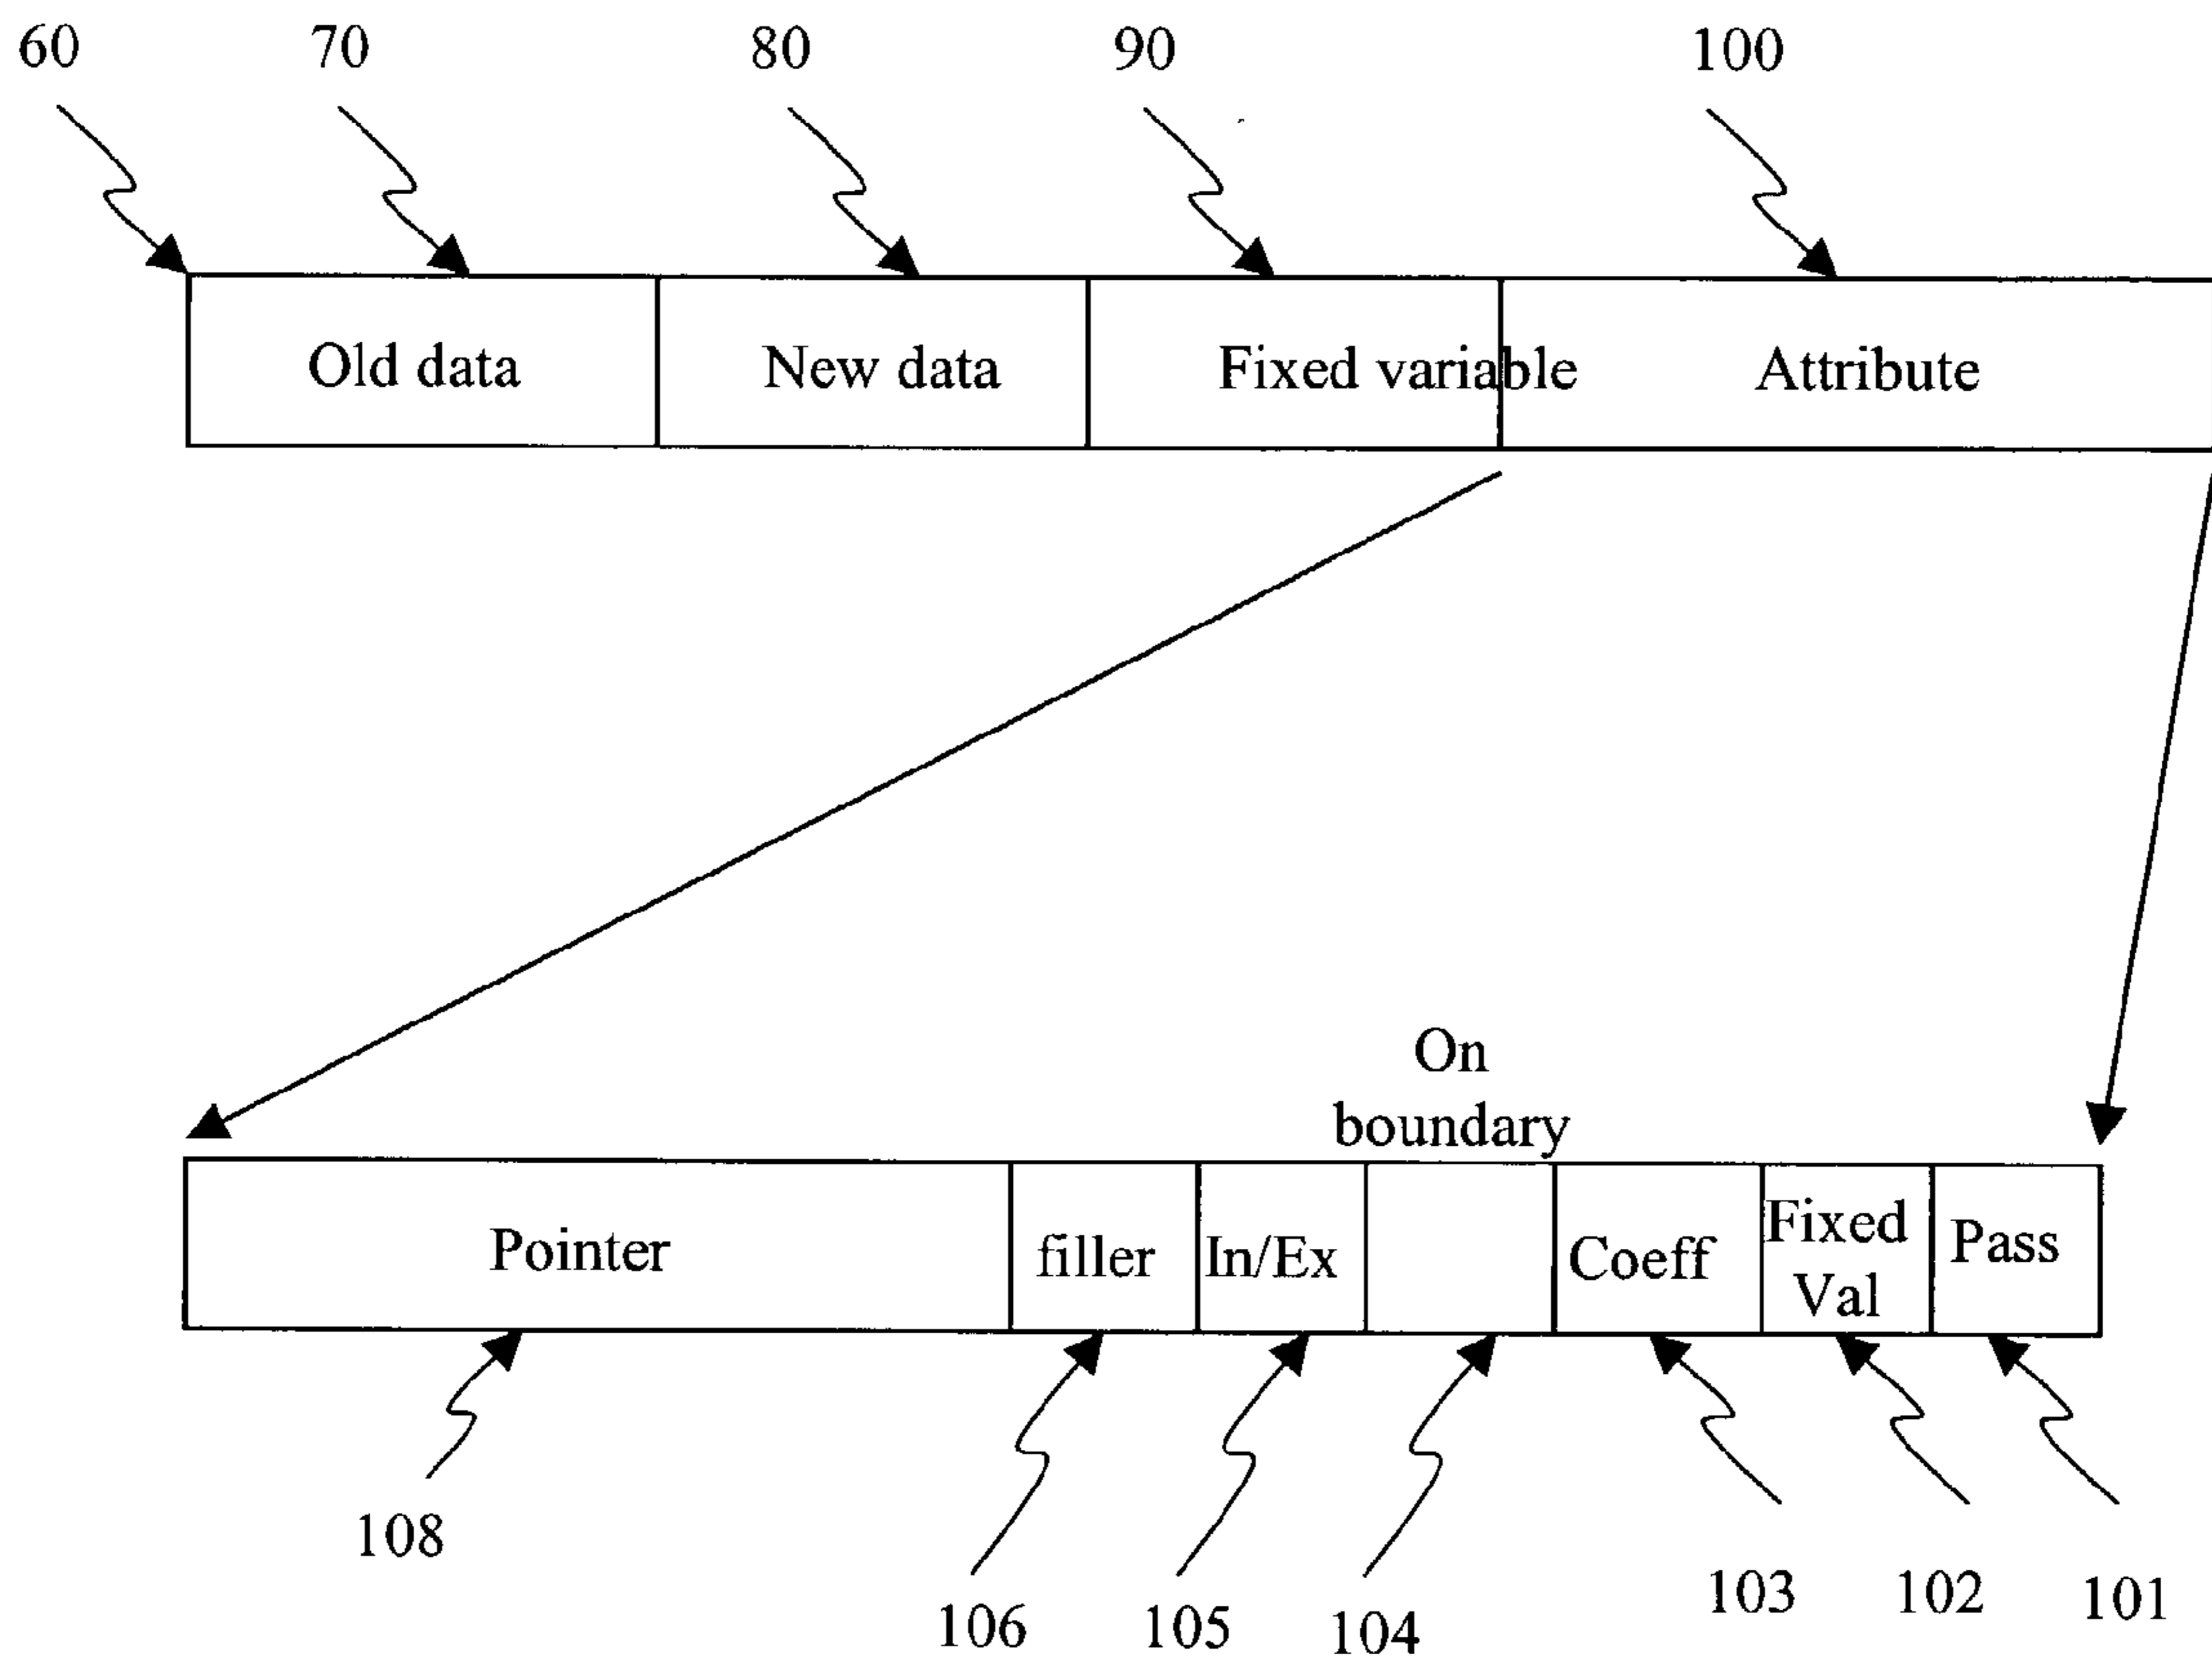 60 70 80 90 100
Old data New data Fixed variable Attribute
On
boundary
Pointer filler In/Ex Coeff Fixed Val Pass
108 106 105 104 103 102 101